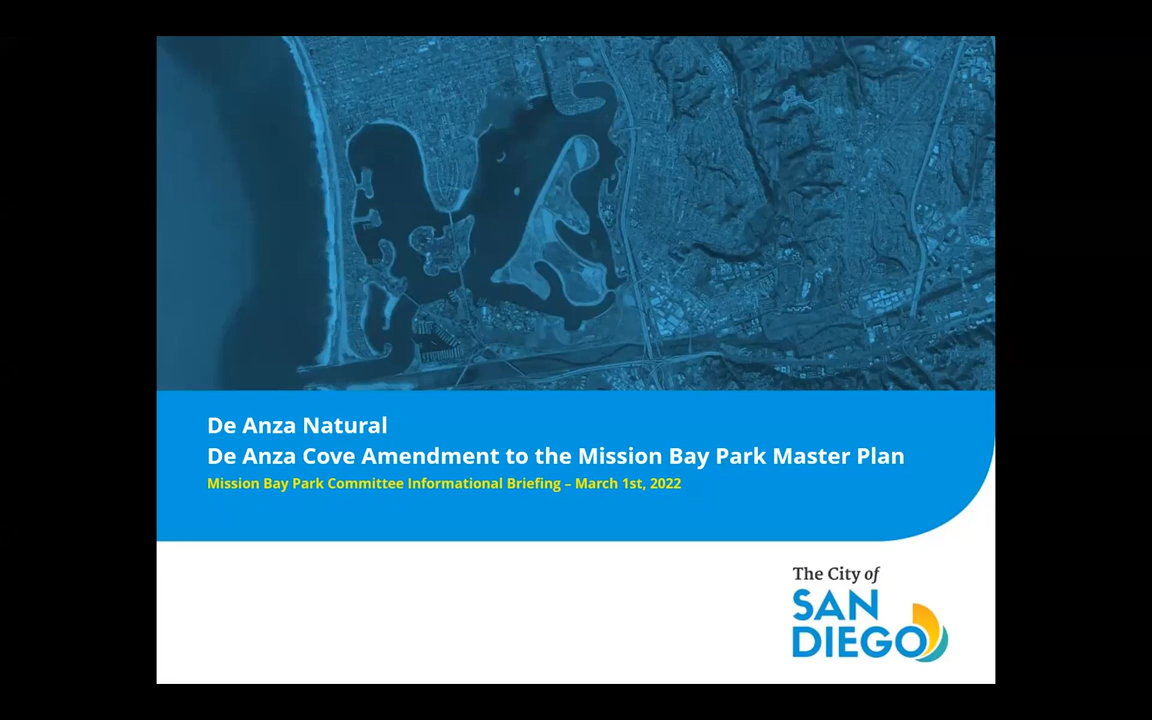 De Anza Natural
De Anza Cove Amendment to the Mission Bay Park Master Plan
Mission Bay Park Committee Informational Briefing – March 1st, 2022
The City of
SAN
DIEGO